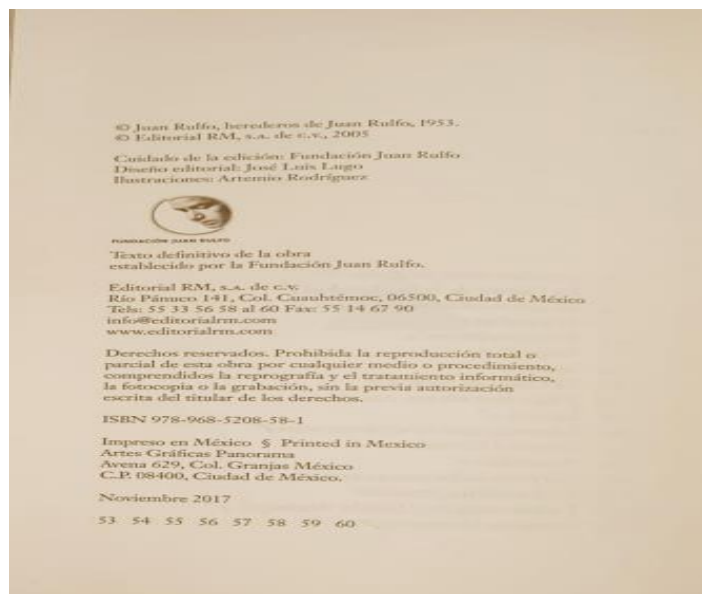 © Juan Rulfo, herederos de Juan Rulfo, 1953.
© Editorial RM, s.a. de c.v., 2005
Cuidado de la edición: Fundación Juan Rulfo
Diseño editorial: José Luis Lugo
Ilustraciones: Artemio Rodríguez
FUNDACIÓN JUAN RULFO
Texto definitivo de la obra
establecido por la Fundación Juan Rulfo.
Editorial RM, s.a. de c.v.
Río Pánuco 141, Col. Cuauhtémoc, 06500, Ciudad de México
Tels: 55 33 56 58 al 60 Fax: 55 14 67 90
info@editorialrm.com
www.editorialrm.com
Derechos reservados. Prohibida la reproducción total o
parcial de esta obra por cualquier medio o procedimiento,
comprendidos la reprografía y el tratamiento informático,
la fotocopia o la grabación, sin la previa autorización
escrita del titular de los derechos.
ISBN 978-968-5208-58-1
Impreso en México § Printed in Mexico
Artes Gráficas Panorama
Avena 629, Col. Granjas México
C.P. 08400, Ciudad de México.
Noviembre 2017
53 54 55 56 57 58 59 60